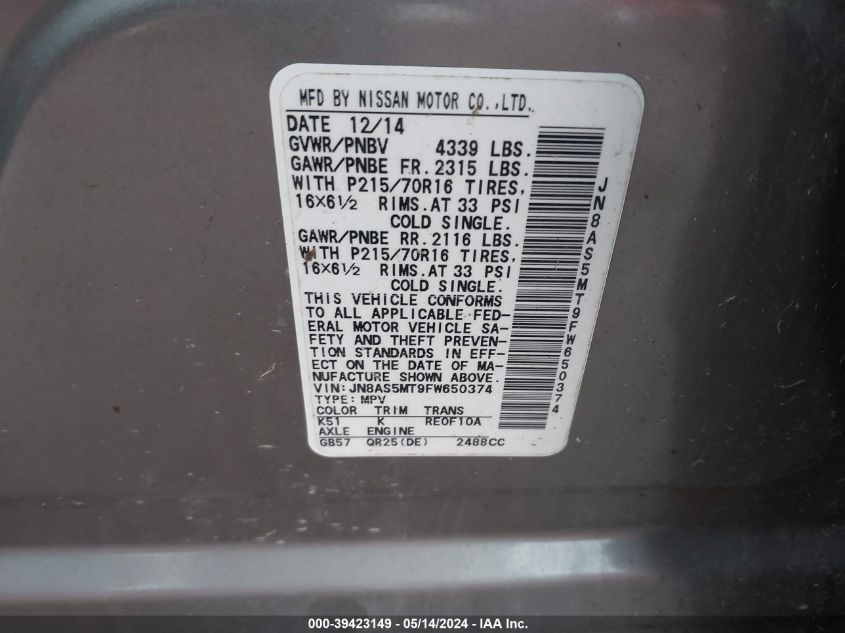 MFD BY NISSAN MOTOR CO.,LTD.
DATE 12/14
GVWR/PNBV 4339 LBS.
GAWR/PNBE FR. 2315 LBS.
WITH P215/70R16 TIRES,
16×6½ RIMS. AT 33 PSI
COLD SINGLE.
GAWR/PNBE RR. 2116 LBS.
WITH P215/70R16 TIRES,
16×6½ RIMS. AT 33 PSI
COLD SINGLE.
THIS VEHICLE CONFORMS
TO ALL APPLICABLE FED-
ERAL MOTOR VEHICLE SA-
FETY AND THEFT PREVEN-
TION STANDARDS IN EFF-
ECT ON THE DATE OF MA-
NUFACTURE SHOWN ABOVE.
VIN: JN8AS5MT9FW650374
TYPE: MPV
COLOR TRIM TRANS
K51 K RE0F10A
AXLE ENGINE
GB57 QR25(DE) 2488CC
JN8AS5MT9FW650374
000-39423149 - 05/14/2024 - IAA, Inc.